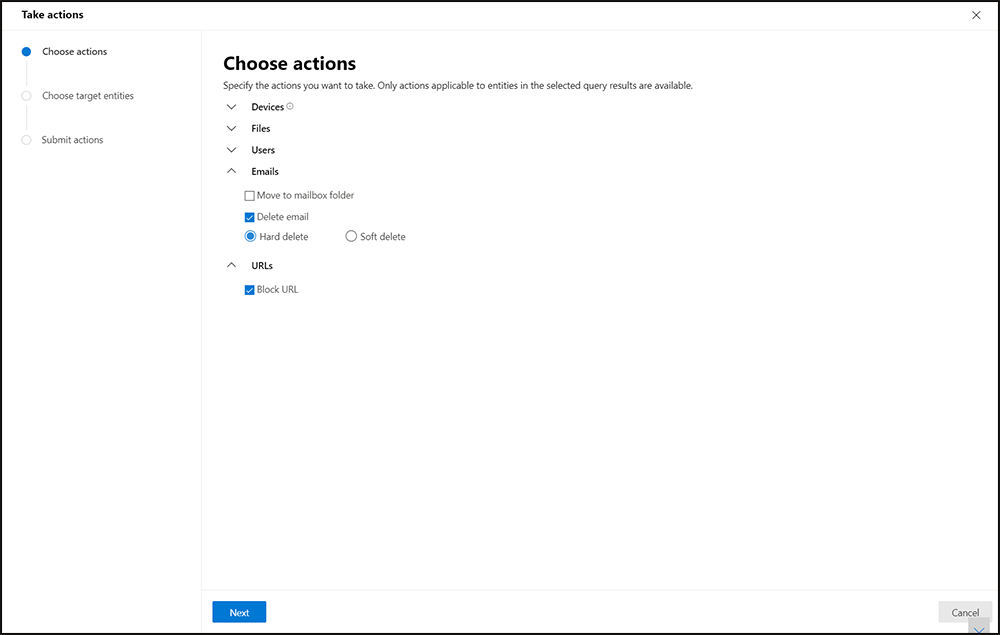 Take actions
Choose actions
Choose target entities
Submit actions
Choose actions
Specify the actions you want to take. Only actions applicable to entities in the selected query results are available.
Devices
Files
Users
Emails
Move to mailbox folder
Delete email
Hard delete Soft delete
URLs
Block URL
Next Cancel